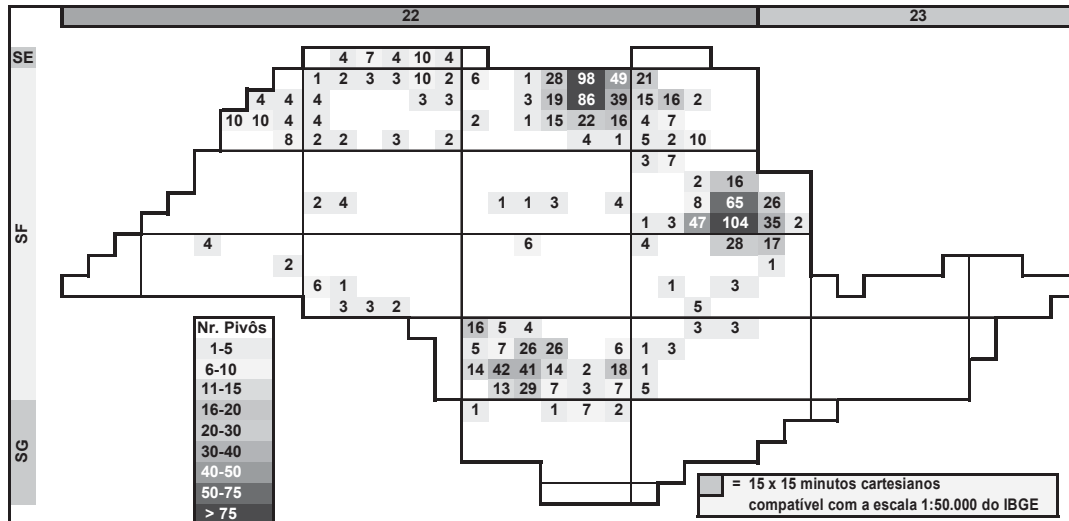 22 23
SE
4 7 4 10 4
1 2 3 3 10 2 6 1 28 98 49 21
4 4 4 3 3 3 19 86 39 15 16 2
10 10 4 4 2 1 15 22 16 4 7
8 2 2 3 2 4 1 5 2 10
3 7
2 16
2 4 1 1 3 4 8 65 26
SF
1 3 47 104 35 2
4 6 4 28 17
2 1
6 1 1 3
3 3 2 5
Nr. Pivôs
16 5 4 3 3
1-5
5 7 26 26 6 1 3
6-10
14 42 41 14 2 18 1
11-15
13 29 7 3 7 5
16-20
1 1 7 2
20-30
30-40
SG
40-50
50-75
> 75
= 15 x 15 minutos cartesianos
compatível com a escala 1:50.000 do IBGE